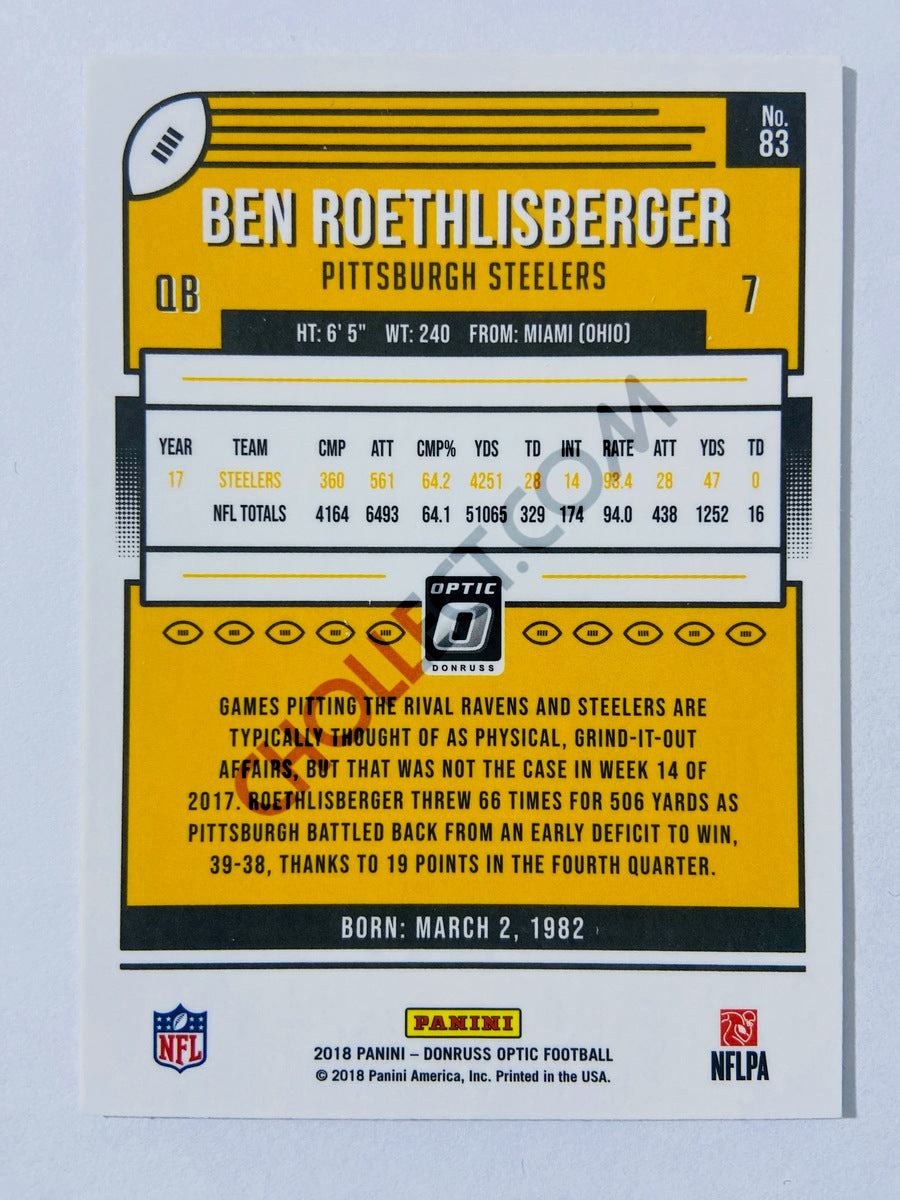 No.
83
BEN ROETHLISBERGER
PITTSBURGH STEELERS
QB 7
HT: 6' 5" WT: 240 FROM: MIAMI (OHIO)
YEAR TEAM CMP ATT CMP% YDS TD INT RATE ATT YDS TD
17 STEELERS 360 561 64.2 4251 28 14 93.4 28 47 0
NFL TOTALS 4164 6493 64.1 51065 329 174 94.0 438 1252 16
OPTIC
DONRUSS
GAMES PITTING THE RIVAL RAVENS AND STEELERS ARE
TYPICALLY THOUGHT OF AS PHYSICAL, GRIND-IT-OUT
AFFAIRS, BUT THAT WAS NOT THE CASE IN WEEK 14 OF
2017. ROETHLISBERGER THREW 66 TIMES FOR 506 YARDS AS
PITTSBURGH BATTLED BACK FROM AN EARLY DEFICIT TO WIN,
39-38, THANKS TO 19 POINTS IN THE FOURTH QUARTER.
BORN: MARCH 2, 1982
NFL
PANINI
2018 PANINI – DONRUSS OPTIC FOOTBALL
© 2018 Panini America, Inc. Printed in the USA.
NFLPA
CHOLLEST.COM